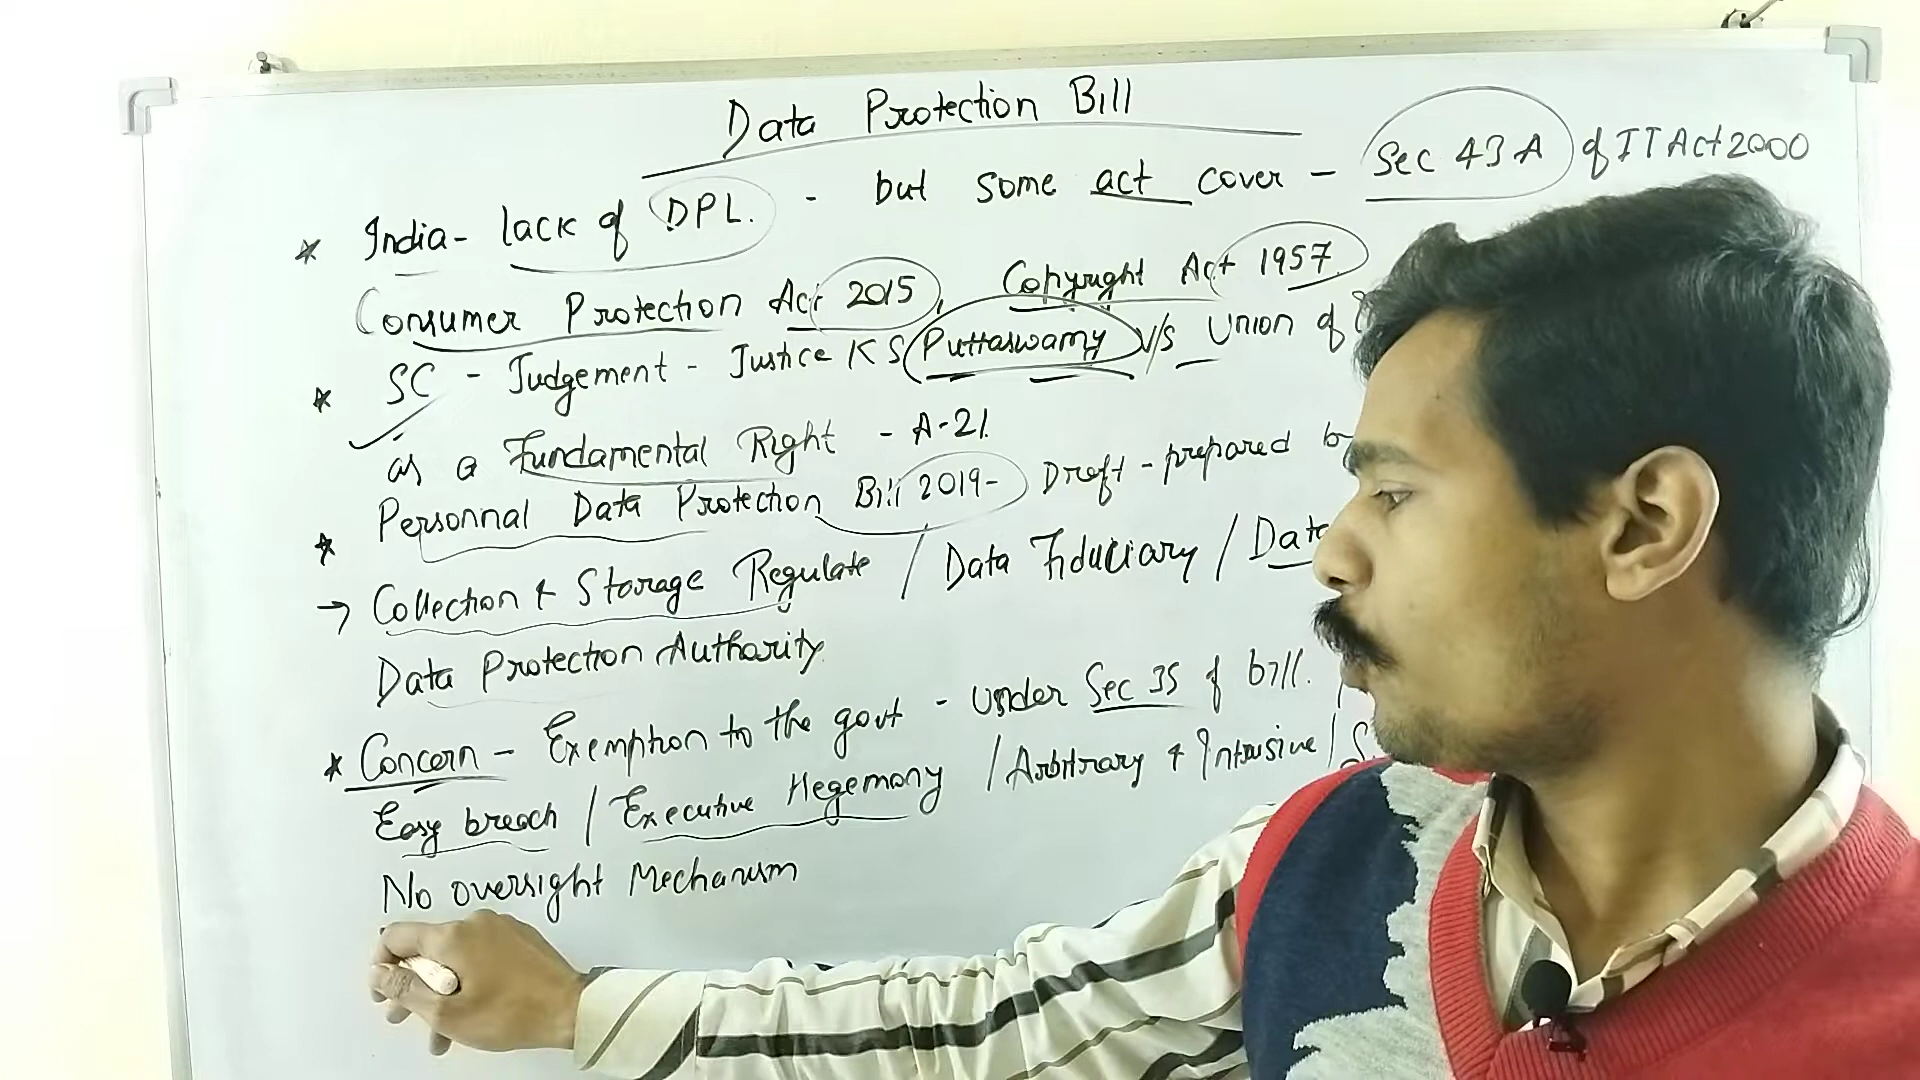 Data Protection Bill
* India - lack of DPL. - but some act cover - Sec 43A of IT Act 2000
Consumer Protection Act 2015, Copyright Act 1957
* SC - Judgement - Justice KS Puttaswamy V/s Union of
as a Fundamental Right - A-21.
* Personnal Data Protection Bill 2019 - Draft - prepared
→ Collection & Storage Regulate / Data Fiduciary / Data
Data Protection Autharity
* Concern - Exemption to the govt - under Sec 35 of bill.
Easy breach / Executive Hegemony / Arbitrary & Intrusive /
No oversight Mechanism